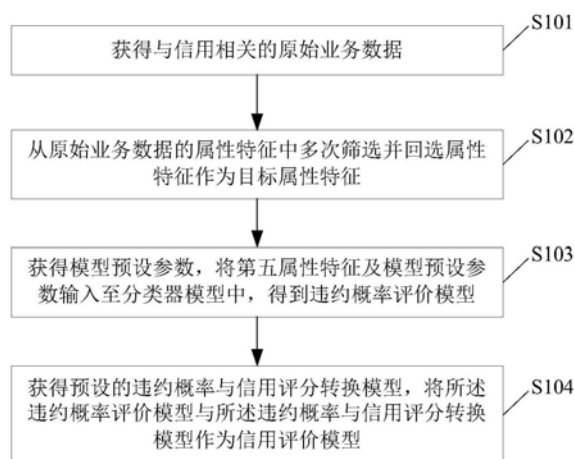 S101
获得与信用相关的原始业务数据
S102
从原始业务数据的属性特征中多次筛选并回选属性
特征作为目标属性特征
S103
获得模型预设参数，将第五属性特征及模型预设参
数输入至分类器模型中，得到违约概率评价模型
S104
获得预设的违约概率与信用评分转换模型，将所述
违约概率评价模型与所述违约概率与信用评分转换
模型作为信用评价模型